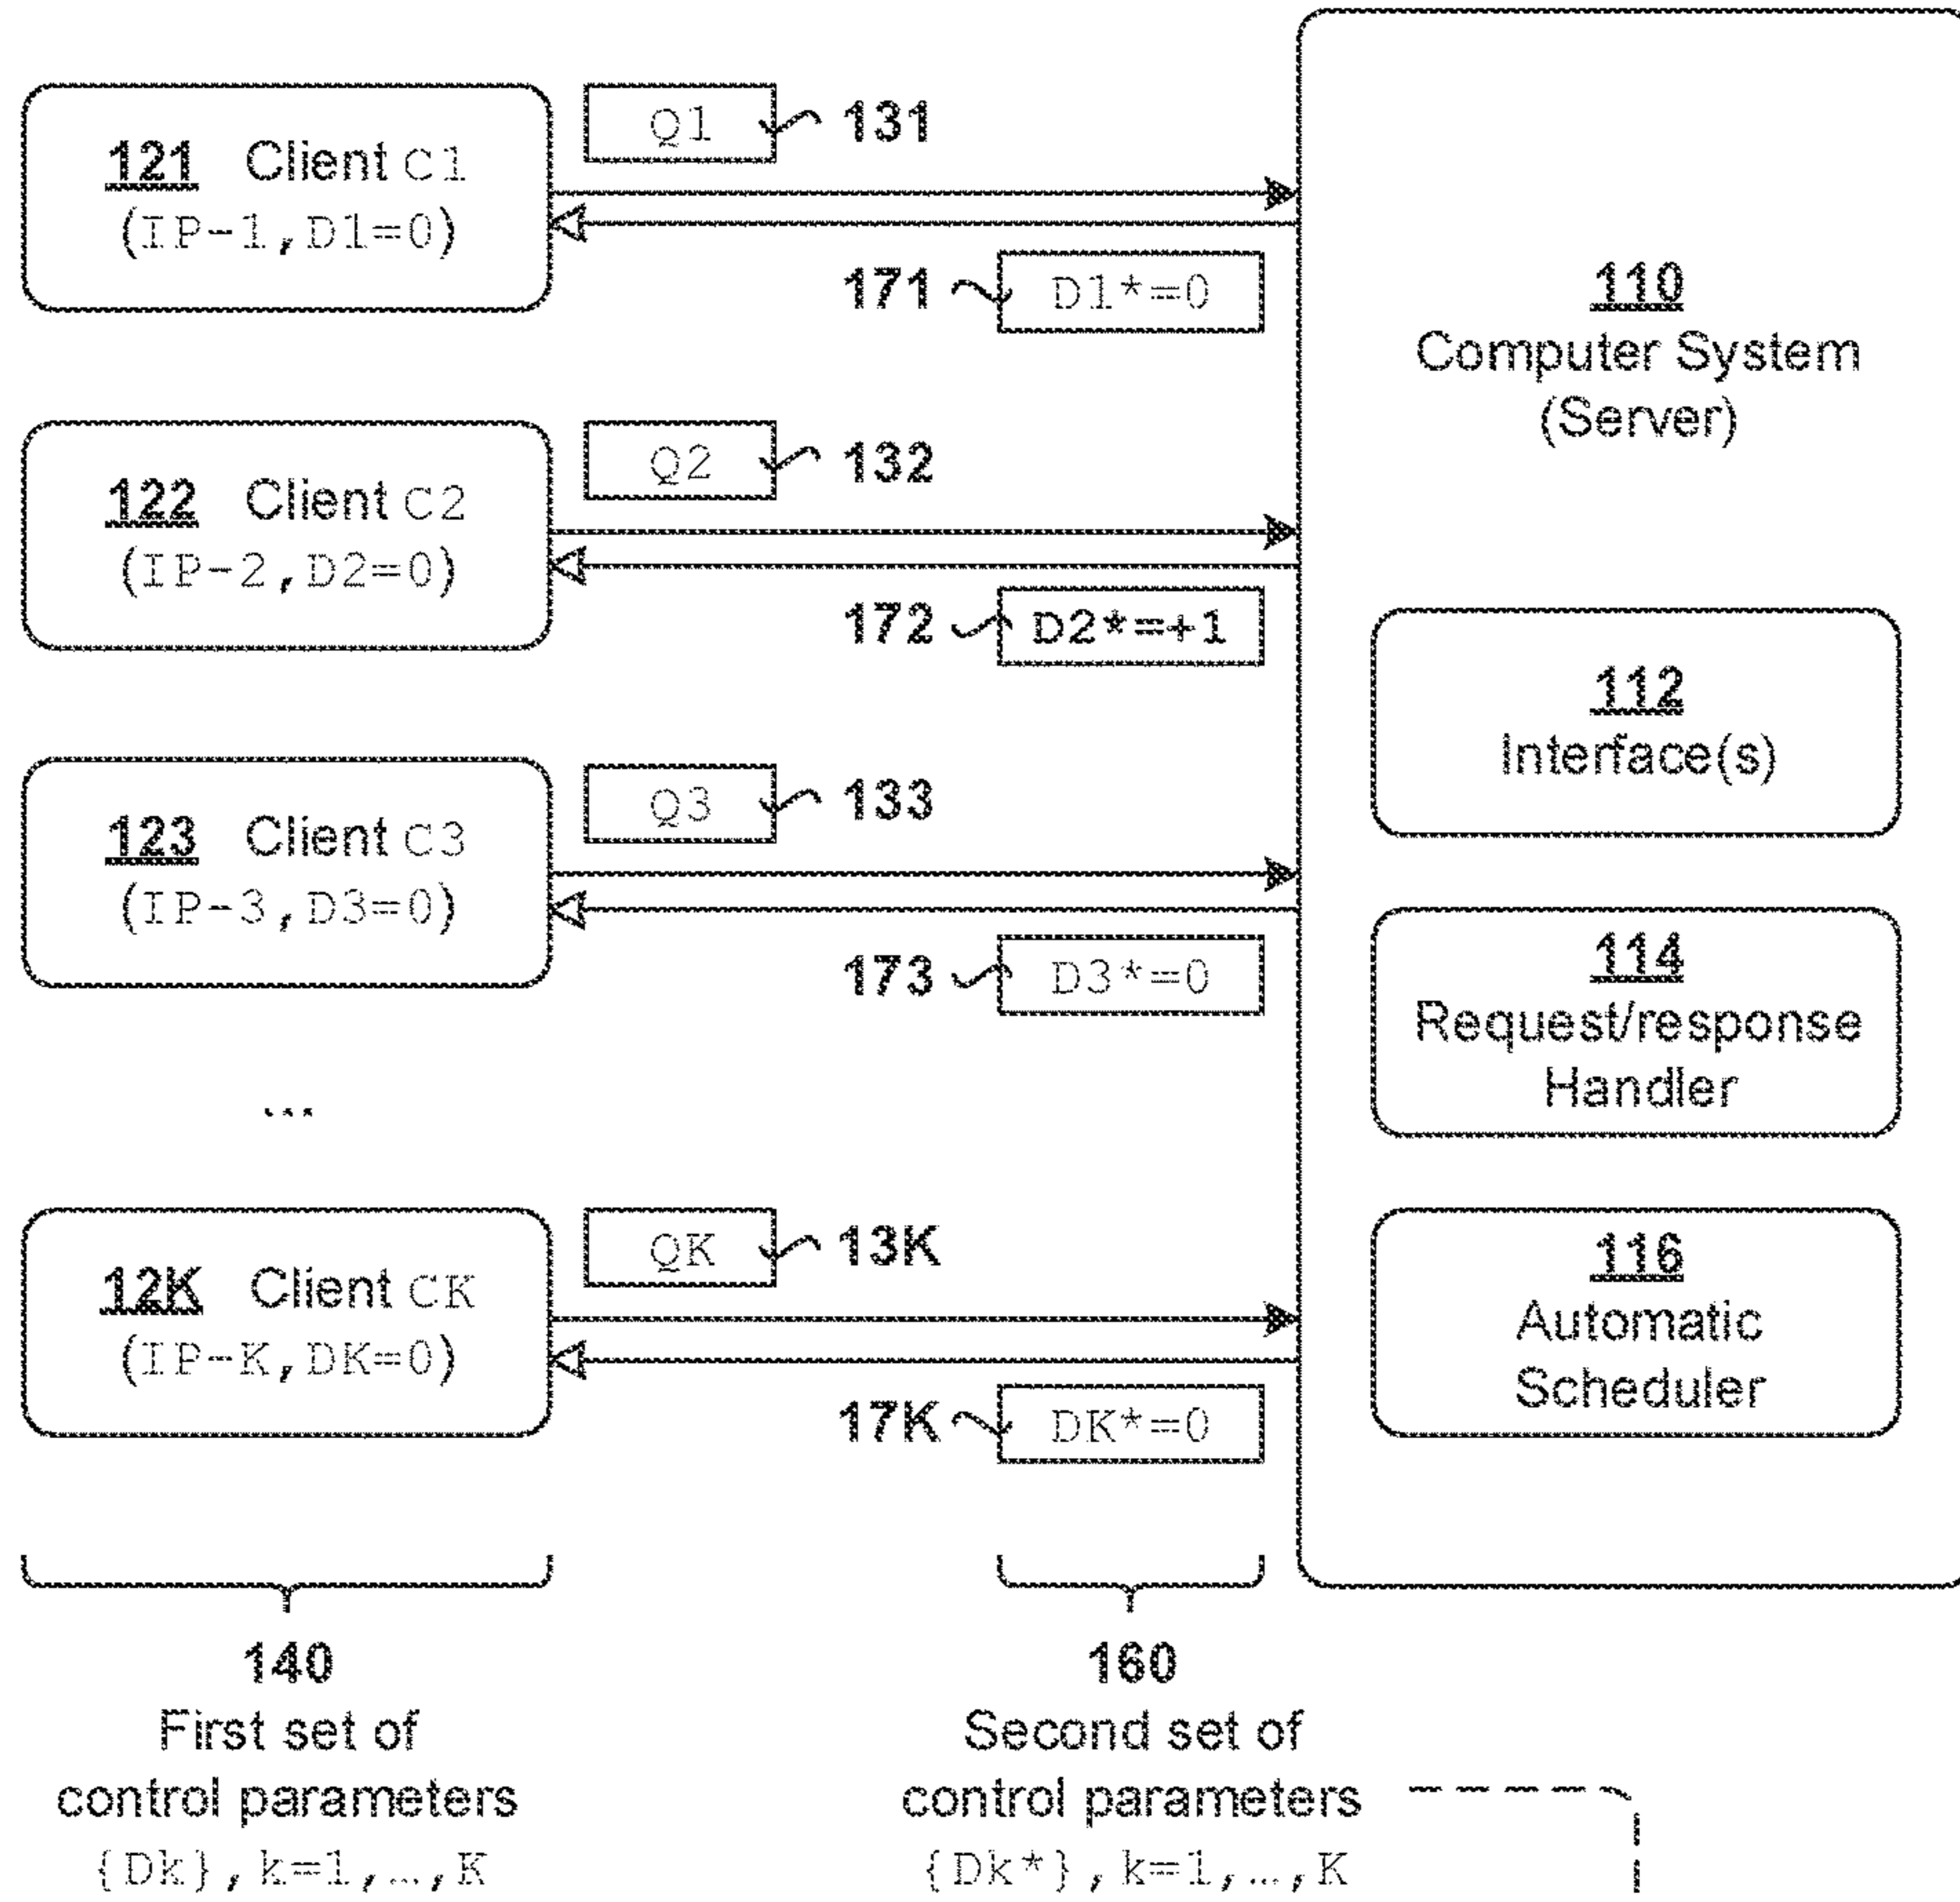 121 Client C1
(IP-1,D1=0)
Q1
131
171
D1*=0
122 Client C2
(IP-2,D2=0)
Q2
132
172
D2*=+1
123 Client C3
(IP-3,D3=0)
Q3
133
173
D3*=0
...
12K Client CK
(IP-K,DK=0)
QK
13K
17K
DK*=0
110
Computer System
(Server)
112
Interface(s)
114
Request/response
Handler
116
Automatic
Scheduler
140
First set of
control parameters
{Dk},k=1,…,K
160
Second set of
control parameters
{Dk*},k=1,…,K